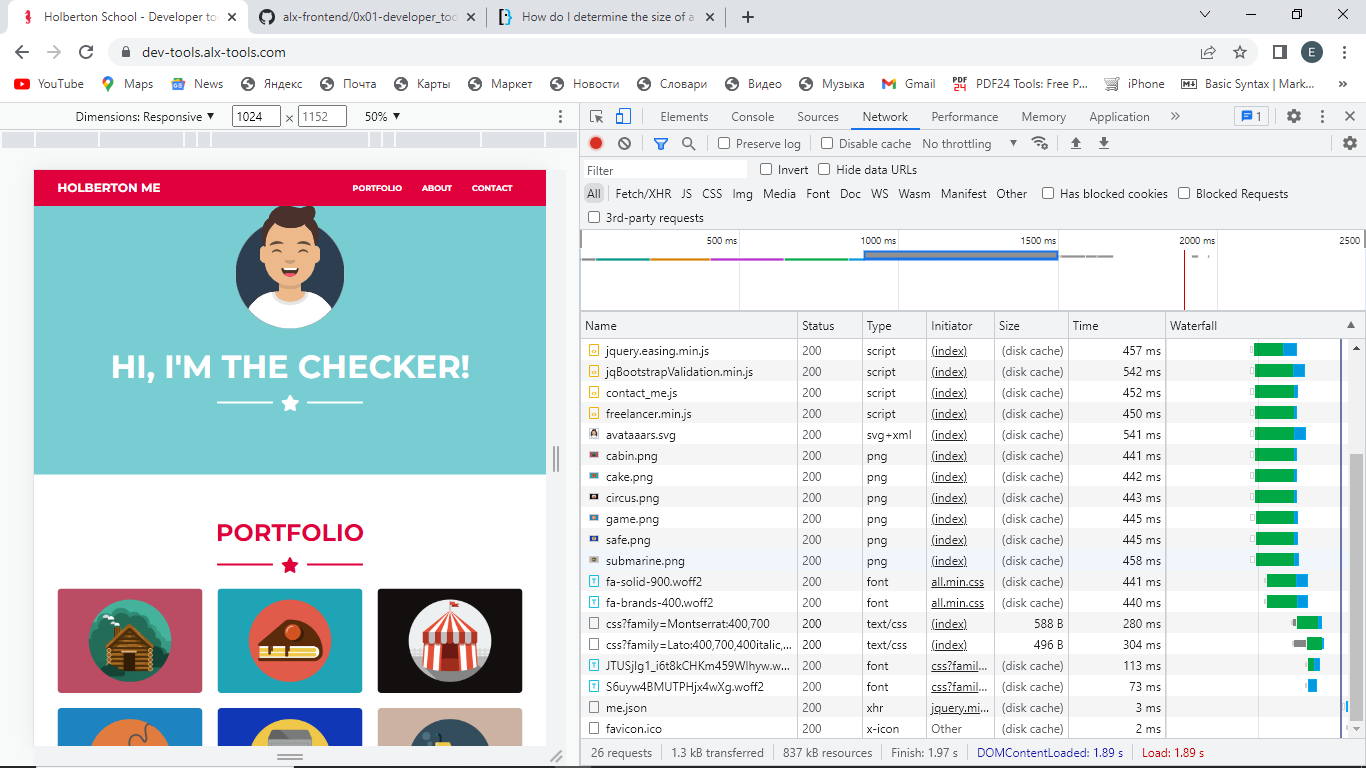 Holberton School - Developer to
alx-frontend/0x01-developer_too
How do I determine the size of a
dev-tools.alx-tools.com
E
YouTube
Maps
News
Яндекс
Почта
Карты
Маркет
Новости
Словари
Видео
Музыка
Gmail
PDF24 Tools: Free P...
iPhone
Basic Syntax | Mark...
»
Dimensions: Responsive ▼ 1024 × 1152 50% ▼
HOLBERTON ME
PORTFOLIO ABOUT CONTACT
HI, I'M THE CHECKER!
PORTFOLIO
Elements Console Sources Network Performance Memory Application » 1
Preserve log Disable cache No throttling ▼
Filter Invert Hide data URLs
All Fetch/XHR JS CSS Img Media Font Doc WS Wasm Manifest Other Has blocked cookies Blocked Requests
3rd-party requests
500 ms 1000 ms 1500 ms 2000 ms 2500
Name Status Type Initiator Size Time Waterfall
jquery.easing.min.js 200 script (index) (disk cache) 457 ms
jqBootstrapValidation.min.js 200 script (index) (disk cache) 542 ms
contact_me.js 200 script (index) (disk cache) 452 ms
freelancer.min.js 200 script (index) (disk cache) 450 ms
avataaars.svg 200 svg+xml (index) (disk cache) 541 ms
cabin.png 200 png (index) (disk cache) 441 ms
cake.png 200 png (index) (disk cache) 442 ms
circus.png 200 png (index) (disk cache) 443 ms
game.png 200 png (index) (disk cache) 445 ms
safe.png 200 png (index) (disk cache) 445 ms
submarine.png 200 png (index) (disk cache) 458 ms
fa-solid-900.woff2 200 font all.min.css (disk cache) 441 ms
fa-brands-400.woff2 200 font all.min.css (disk cache) 440 ms
css?family=Montserrat:400,700 200 text/css (index) 588 B 280 ms
css?family=Lato:400,700,400italic,... 200 text/css (index) 496 B 304 ms
JTUSjIg1_i6t8kCHKm459Wlhyw.w... 200 font css?famil... (disk cache) 113 ms
S6uyw4BMUTPHjx4wXg.woff2 200 font css?famil... (disk cache) 73 ms
me.json 200 xhr jquery.mi... (disk cache) 3 ms
favicon.ico 200 x-icon Other (disk cache) 2 ms
26 requests 1.3 kB transferred 837 kB resources Finish: 1.97 s DOMContentLoaded: 1.89 s Load: 1.89 s